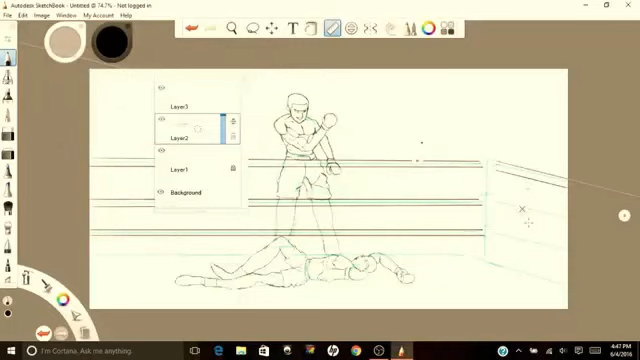 Autodesk SketchBook - Untitled @ 74.7% - Not logged in
File Edit Image Window My Account Help
T
Layer3
Layer2
Layer1
Background
I'm Cortana. Ask me anything.
4:47 PM
6/4/2016